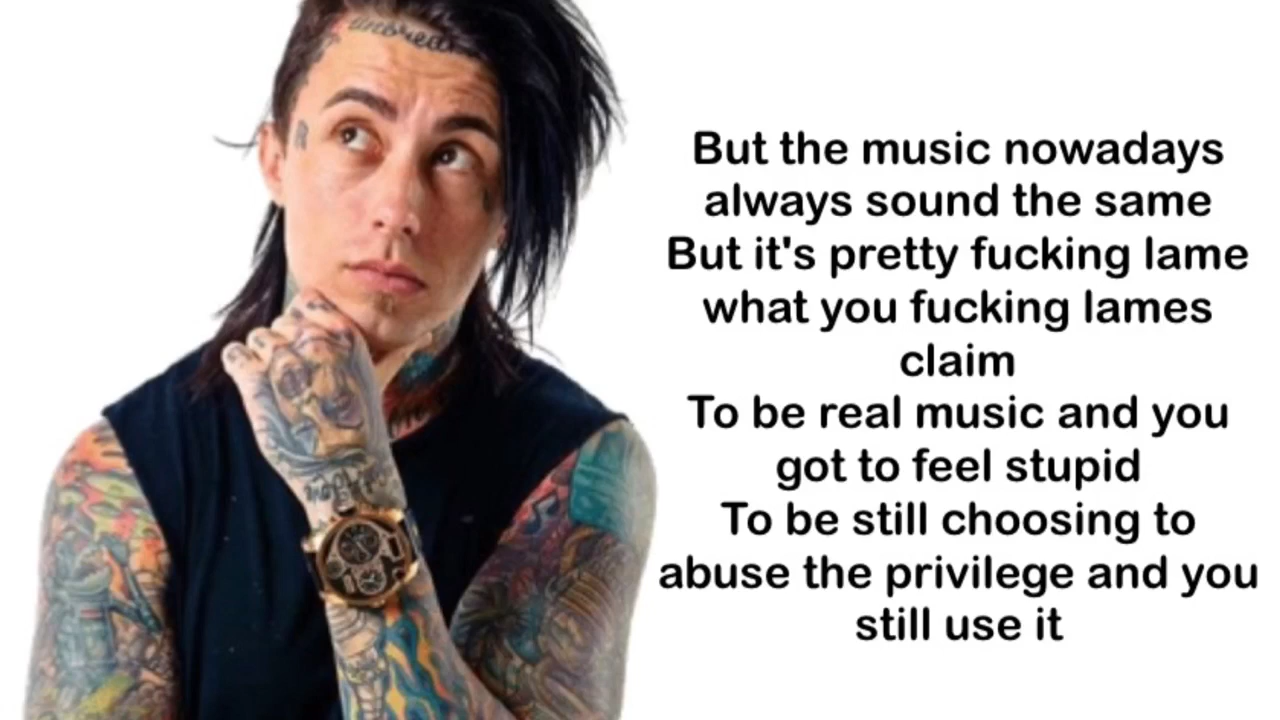 But the music nowadays
always sound the same
But it's pretty fucking lame
what you fucking lames
claim
To be real music and you
got to feel stupid
To be still choosing to
abuse the privilege and you
still use it